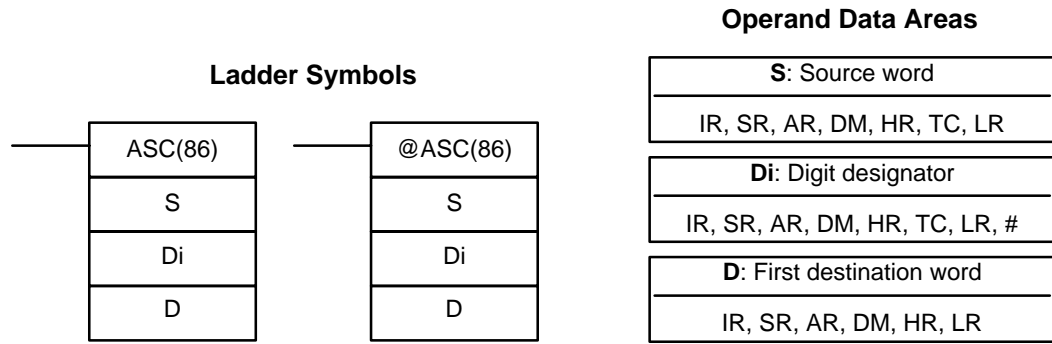 Ladder Symbols
ASC(86)
S
Di
D
@ASC(86)
S
Di
D
Operand Data Areas
S: Source word
IR, SR, AR, DM, HR, TC, LR
Di: Digit designator
IR, SR, AR, DM, HR, TC, LR, #
D: First destination word
IR, SR, AR, DM, HR, LR